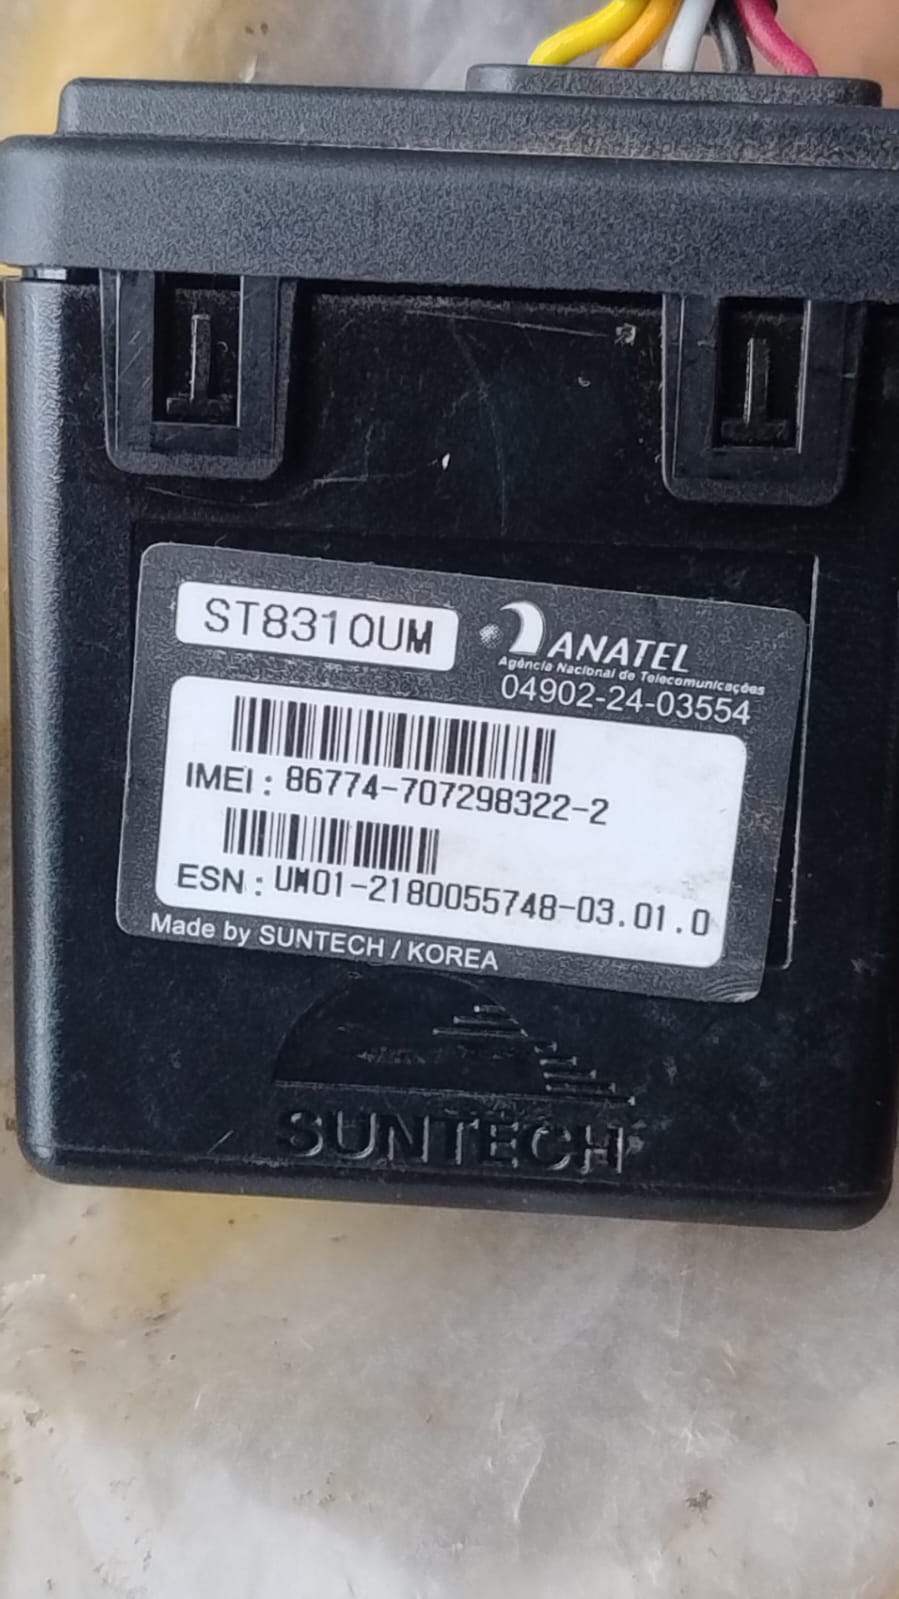 ST8310UM
ANATEL
Agência Nacional de Telecomunicações
04902-24-03554
IMEI : 86774-707298322-2
ESN : UM01-2180055748-03.01.0
Made by SUNTECH / KOREA
SUNTECH